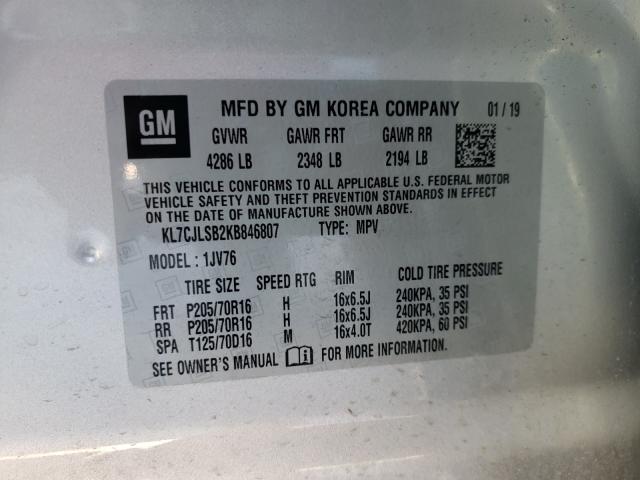 GM
MFD BY GM KOREA COMPANY 01 / 19
GVWR GAWR FRT GAWR RR
4286 LB 2348 LB 2194 LB
THIS VEHICLE CONFORMS TO ALL APPLICABLE U.S. FEDERAL MOTOR
VEHICLE SAFETY AND THEFT PREVENTION STANDARDS IN EFFECT
ON THE DATE OF MANUFACTURE SHOWN ABOVE.
KL7CJLSB2KB846807 TYPE: MPV
MODEL : 1JV76
TIRE SIZE SPEED RTG RIM COLD TIRE PRESSURE
FRT P205/70R16 H 16x6.5J 240KPA, 35 PSI
RR P205/70R16 H 16x6.5J 240KPA, 35 PSI
SPA T125/70D16 M 16x4.0T 420KPA, 60 PSI
SEE OWNER'S MANUAL FOR MORE INFORMATION.